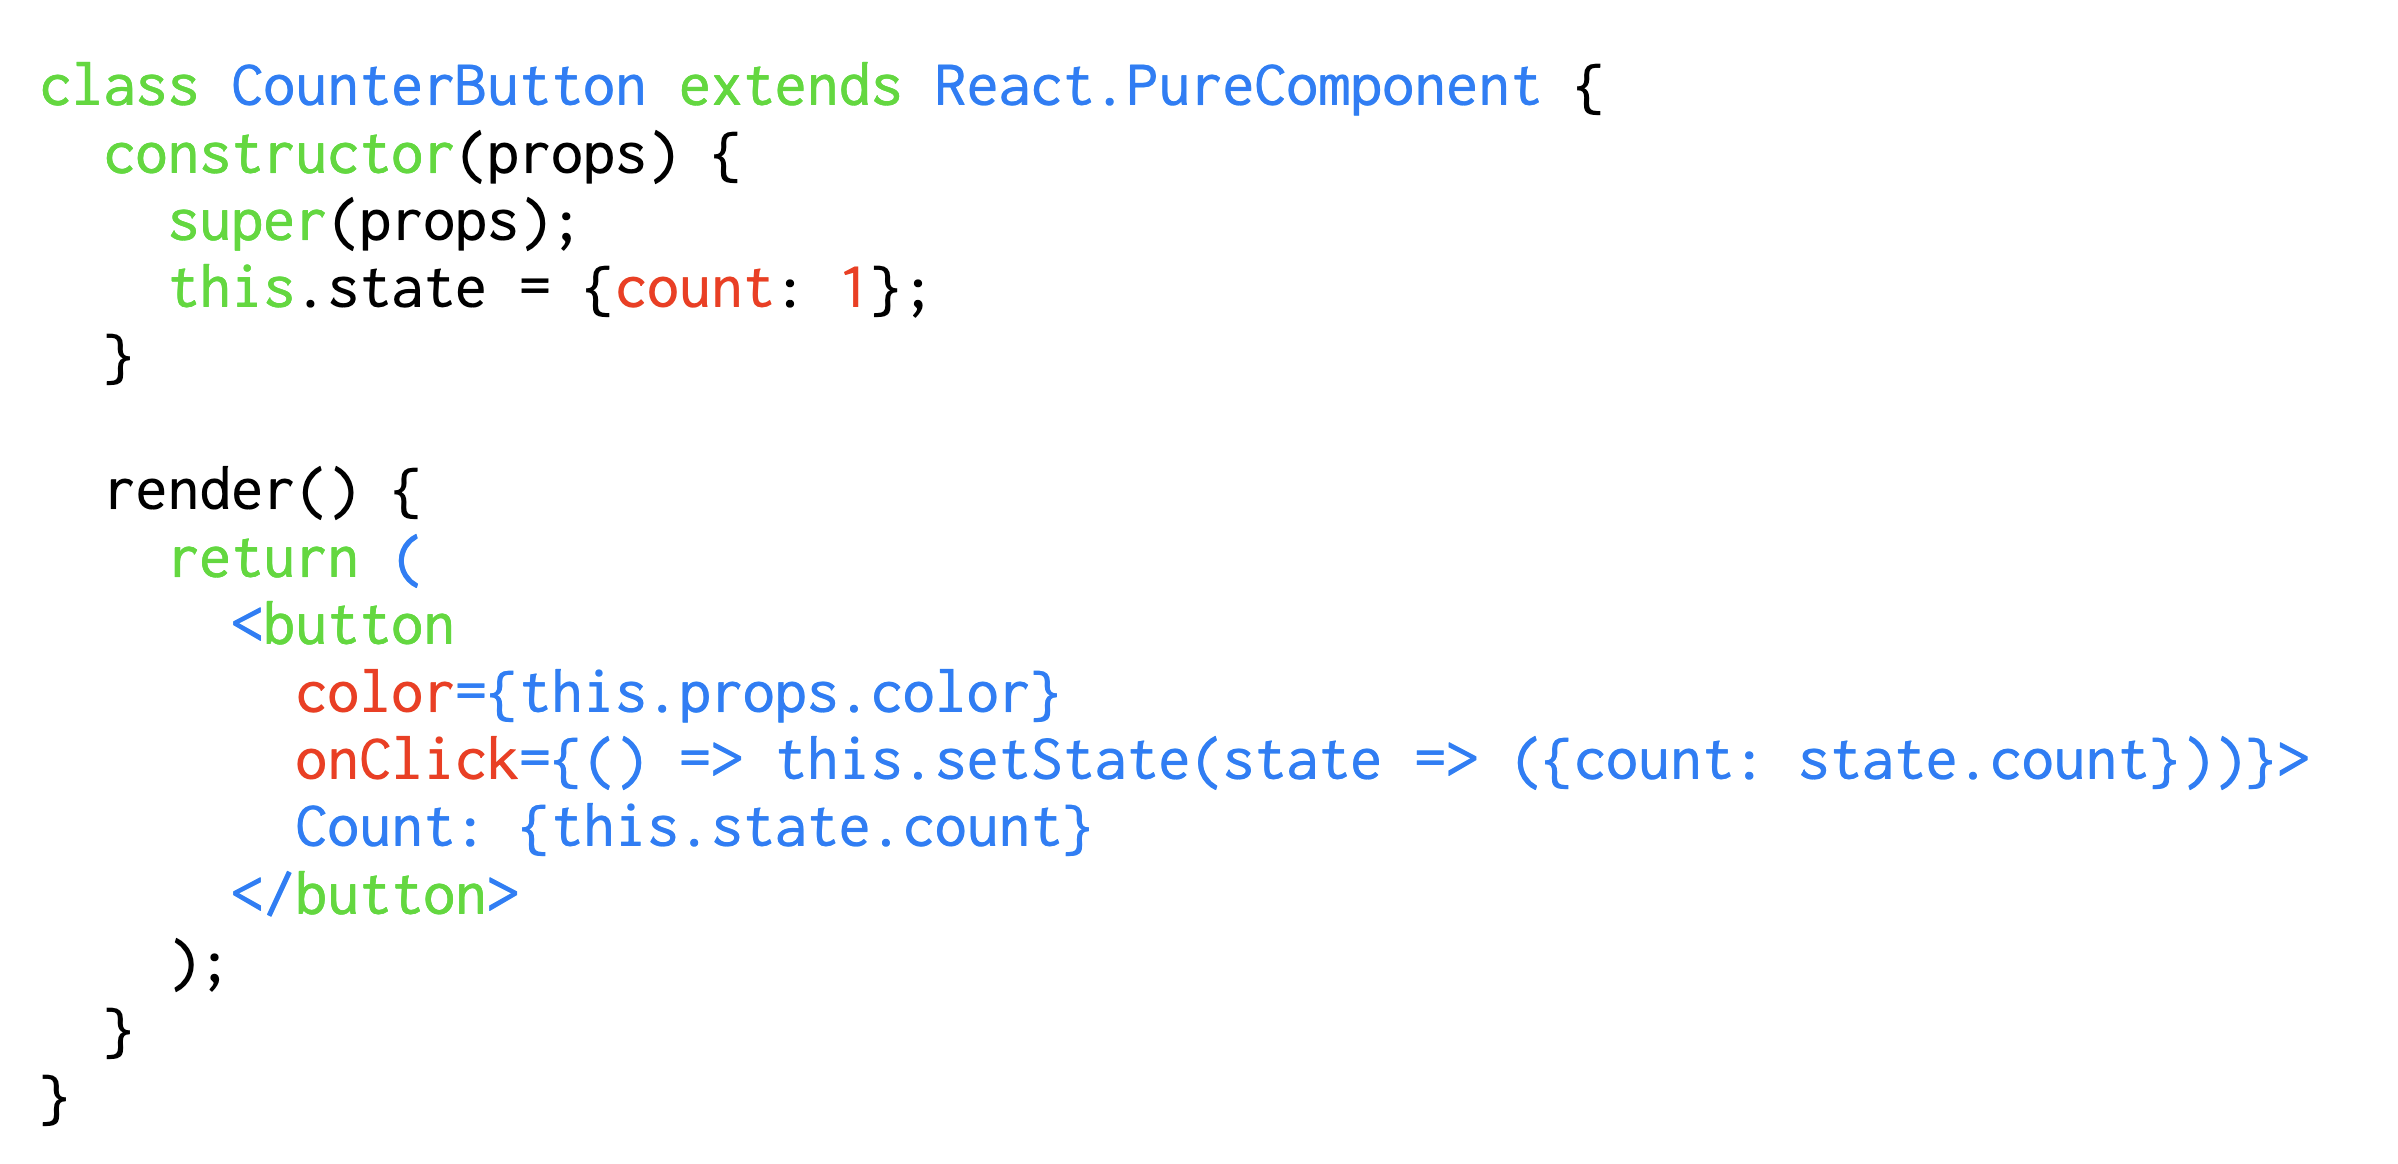 class CounterButton extends React.PureComponent {
  constructor(props) {
    super(props);
    this.state = {count: 1};
  }

  render() {
    return (
      <button
        color={this.props.color}
        onClick={() => this.setState(state => ({count: state.count}))}>
        Count: {this.state.count}
      </button>
    );
  }
}